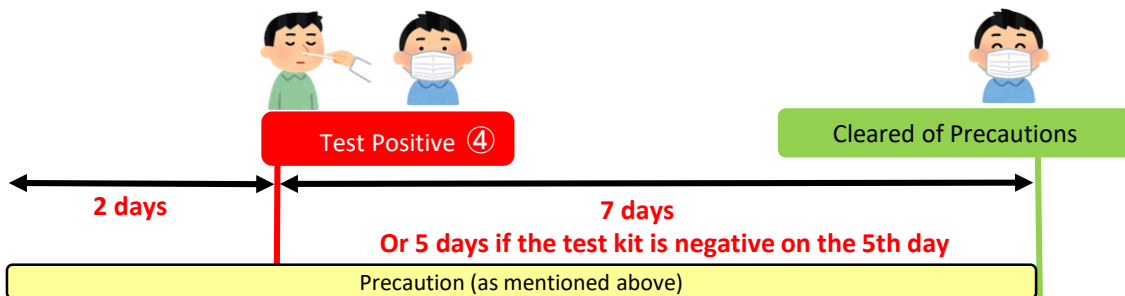 Test Positive ④
Cleared of Precautions
2 days
7 days
Or 5 days if the test kit is negative on the 5th day
Precaution (as mentioned above)